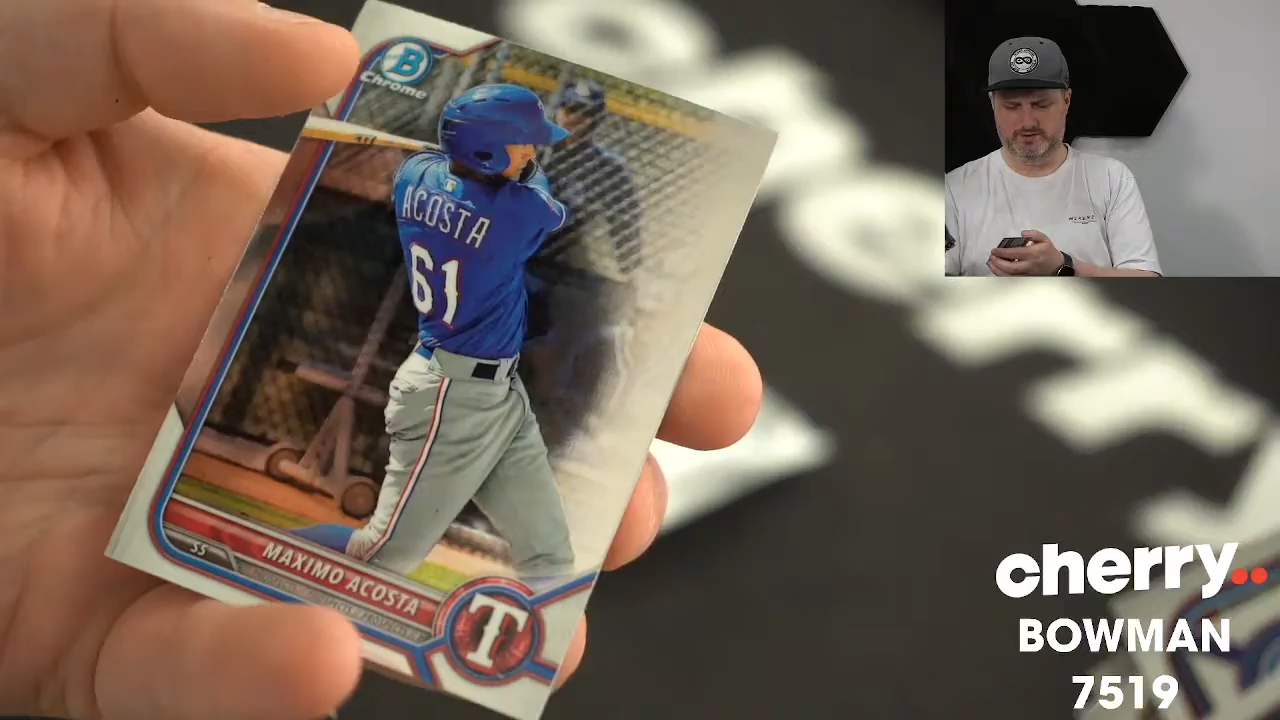 B
Chrome
ACOSTA
61
SS
MAXIMO ACOSTA
T
cherry..
BOWMAN
7519